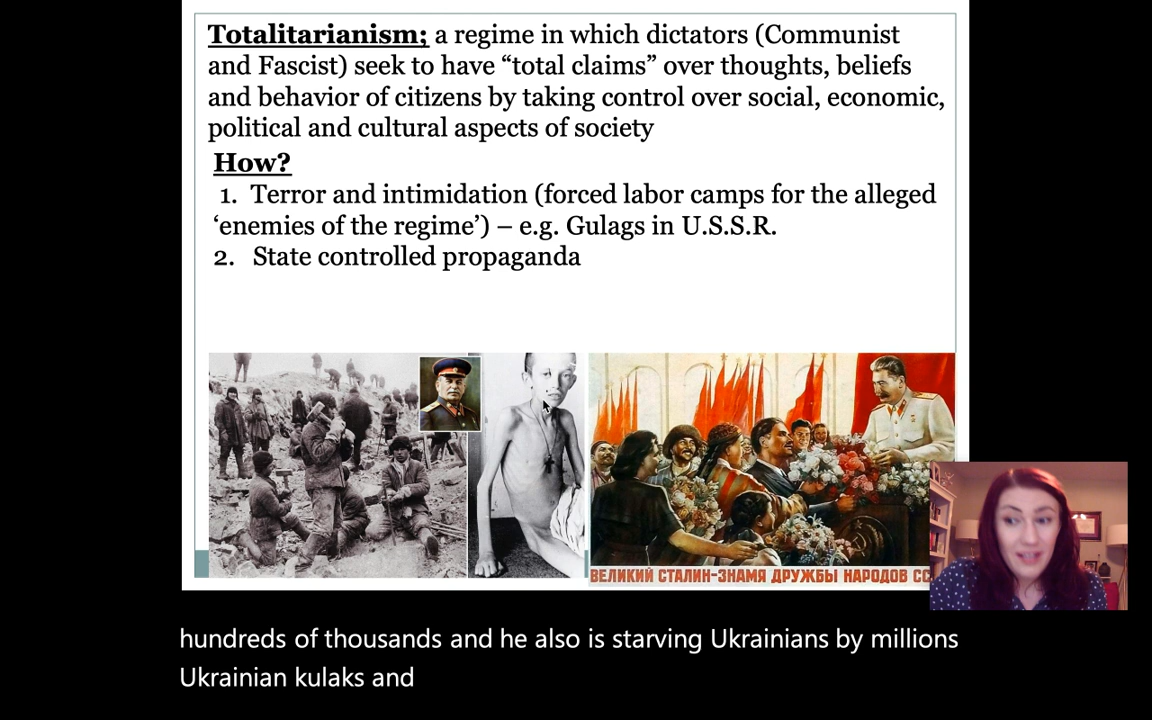 Totalitarianism; a regime in which dictators (Communist
and Fascist) seek to have “total claims” over thoughts, beliefs
and behavior of citizens by taking control over social, economic,
political and cultural aspects of society
How?
1. Terror and intimidation (forced labor camps for the alleged
‘enemies of the regime’) – e.g. Gulags in U.S.S.R.
2. State controlled propaganda
ВЕЛИКИЙ СТАЛИН-ЗНАМЯ ДРУЖБЫ НАРОДОВ СС
hundreds of thousands and he also is starving Ukrainians by millions
Ukrainian kulaks and